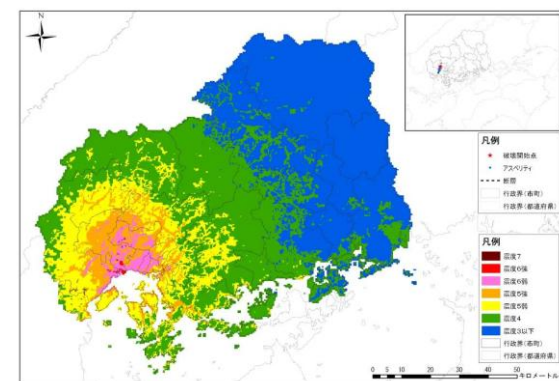 N
凡例
破壊開始点
アスペリティ
断層
行政界(市町)
行政界(都道府県)
凡例
震度7
震度6強
震度6弱
震度5強
震度5弱
震度4
震度3以下
行政界(市町)
行政界(都道府県)
0 5 10 20 30 40 50
キロメートル